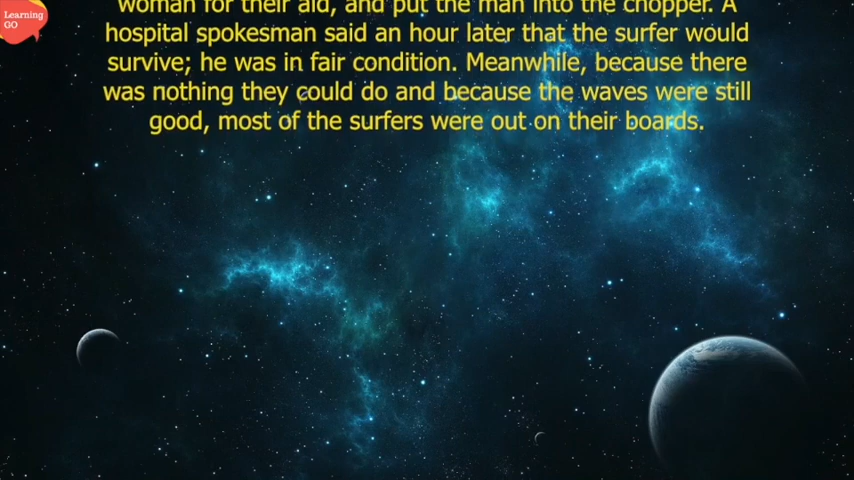 Learning
GO
woman for their aid, and put the man into the chopper. A
hospital spokesman said an hour later that the surfer would
survive; he was in fair condition. Meanwhile, because there
was nothing they could do and because the waves were still
good, most of the surfers were out on their boards.